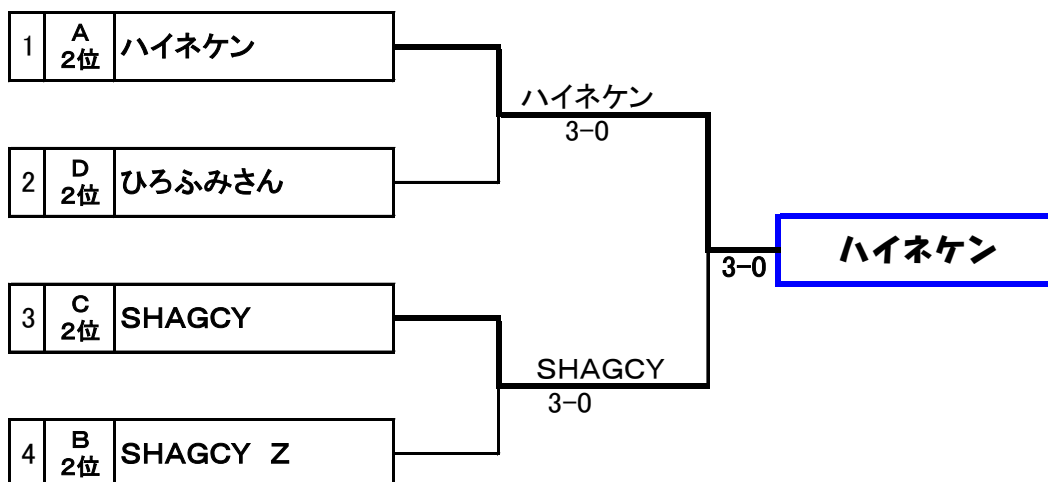 1 A 2位 ハイネケン
ハイネケン
3-0
2 D 2位 ひろふみさん
3-0 ハイネケン
3 C 2位 SHAGCY
SHAGCY
3-0
4 B 2位 SHAGCY Z